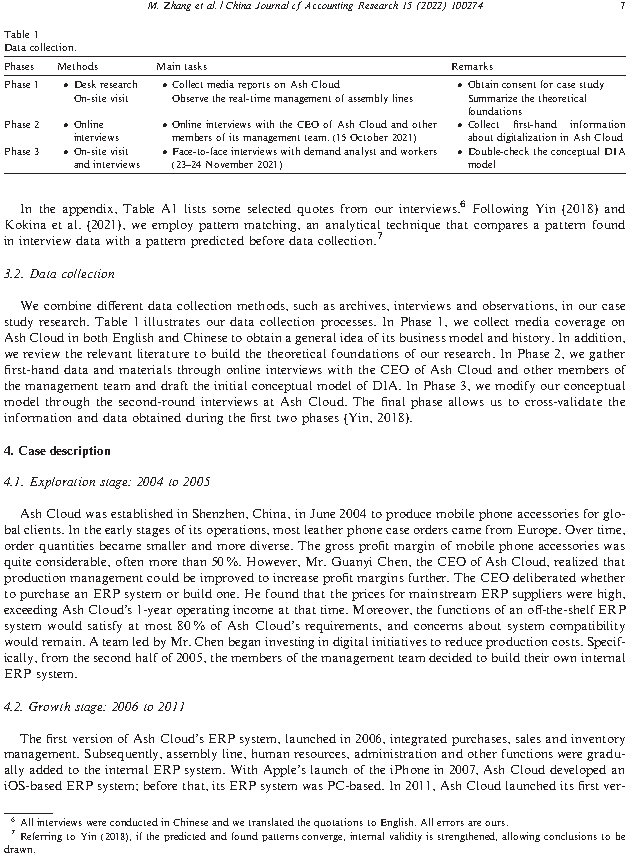 M. Zhang et al. / China Journal of Accounting Research 15 (2022) 100274
7
Table 1
Data collection.
Phases Methods Main tasks Remarks
Phase 1 • Desk research • Collect media reports on Ash Cloud • Obtain consent for case study
On-site visit Observe the real-time management of assembly lines Summarize the theoretical
foundations
Phase 2 • Online • Online interviews with the CEO of Ash Cloud and other • Collect first-hand information
interviews members of its management team. (15 October 2021) about digitalization in Ash Cloud
Phase 3 • On-site visit • Face-to-face interviews with demand analyst and workers • Double-check the conceptual DIA
and interviews (23–24 November 2021) model
In the appendix, Table A1 lists some selected quotes from our interviews.6 Following Yin (2018) and
Kokina et al. (2021), we employ pattern matching, an analytical technique that compares a pattern found
in interview data with a pattern predicted before data collection.7
3.2. Data collection
We combine different data collection methods, such as archives, interviews and observations, in our case
study research. Table 1 illustrates our data collection processes. In Phase 1, we collect media coverage on
Ash Cloud in both English and Chinese to obtain a general idea of its business model and history. In addition,
we review the relevant literature to build the theoretical foundations of our research. In Phase 2, we gather
first-hand data and materials through online interviews with the CEO of Ash Cloud and other members of
the management team and draft the initial conceptual model of DIA. In Phase 3, we modify our conceptual
model through the second-round interviews at Ash Cloud. The final phase allows us to cross-validate the
information and data obtained during the first two phases (Yin, 2018).
4. Case description
4.1. Exploration stage: 2004 to 2005
Ash Cloud was established in Shenzhen, China, in June 2004 to produce mobile phone accessories for glo-
bal clients. In the early stages of its operations, most leather phone case orders came from Europe. Over time,
order quantities became smaller and more diverse. The gross profit margin of mobile phone accessories was
quite considerable, often more than 50 %. However, Mr. Guanyi Chen, the CEO of Ash Cloud, realized that
production management could be improved to increase profit margins further. The CEO deliberated whether
to purchase an ERP system or build one. He found that the prices for mainstream ERP suppliers were high,
exceeding Ash Cloud's 1-year operating income at that time. Moreover, the functions of an off-the-shelf ERP
system would satisfy at most 80 % of Ash Cloud's requirements, and concerns about system compatibility
would remain. A team led by Mr. Chen began investing in digital initiatives to reduce production costs. Specif-
ically, from the second half of 2005, the members of the management team decided to build their own internal
ERP system.
4.2. Growth stage: 2006 to 2011
The first version of Ash Cloud's ERP system, launched in 2006, integrated purchases, sales and inventory
management. Subsequently, assembly line, human resources, administration and other functions were gradu-
ally added to the internal ERP system. With Apple's launch of the iPhone in 2007, Ash Cloud developed an
iOS-based ERP system; before that, its ERP system was PC-based. In 2011, Ash Cloud launched its first ver-
6 All interviews were conducted in Chinese and we translated the quotations to English. All errors are ours.
7 Referring to Yin (2018), if the predicted and found patterns converge, internal validity is strengthened, allowing conclusions to be
drawn.